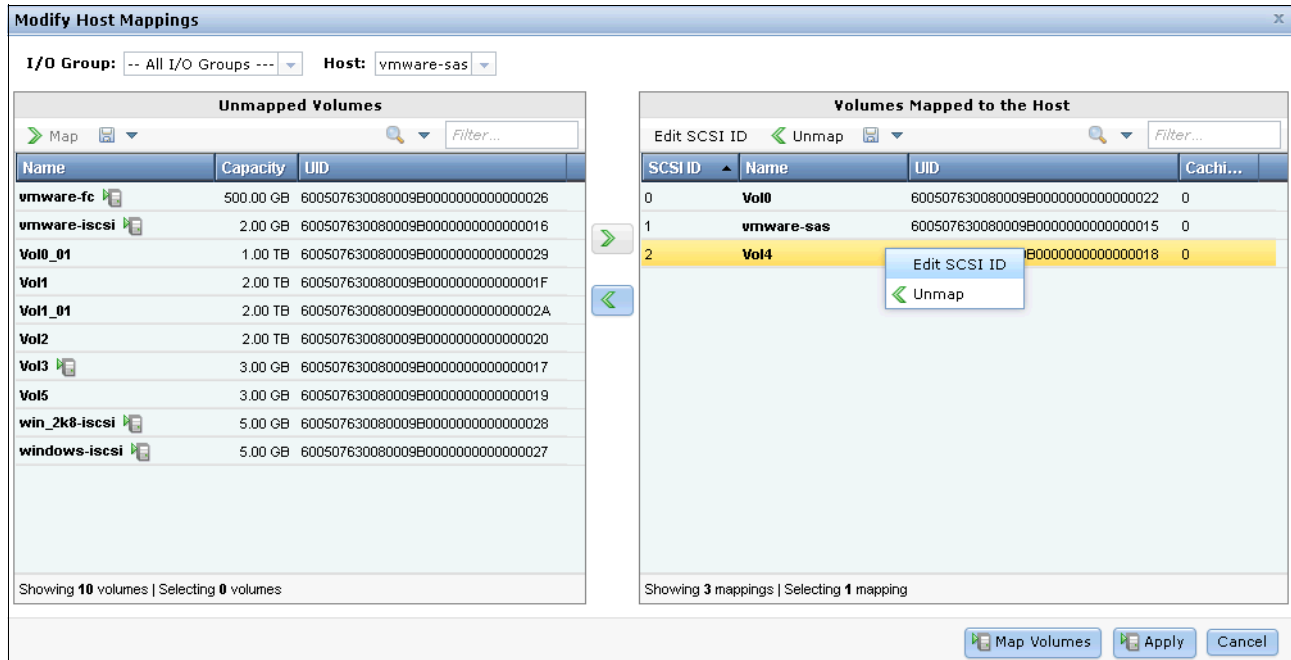 Modify Host Mappings x
I/O Group: -- All I/O Groups --- Host: vmware-sas
Unmapped Volumes
Map Filter...
Name Capacity UID
vmware-fc 500.00 GB 600507630080009B0000000000000026
vmware-iscsi 2.00 GB 600507630080009B0000000000000016
Vol0_01 1.00 TB 600507630080009B0000000000000029
Vol1 2.00 TB 600507630080009B000000000000001F
Vol1_01 2.00 TB 600507630080009B000000000000002A
Vol2 2.00 TB 600507630080009B0000000000000020
Vol3 3.00 GB 600507630080009B0000000000000017
Vol5 3.00 GB 600507630080009B0000000000000019
win_2k8-iscsi 5.00 GB 600507630080009B0000000000000028
windows-iscsi 5.00 GB 600507630080009B0000000000000027
Showing 10 volumes | Selecting 0 volumes
Volumes Mapped to the Host
Edit SCSI ID Unmap Filter...
SCSI ID Name UID Cachi...
0 Vol0 600507630080009B0000000000000022 0
1 vmware-sas 600507630080009B0000000000000015 0
2 Vol4 9B0000000000000018 0
Edit SCSI ID
Unmap
Showing 3 mappings | Selecting 1 mapping
Map Volumes Apply Cancel